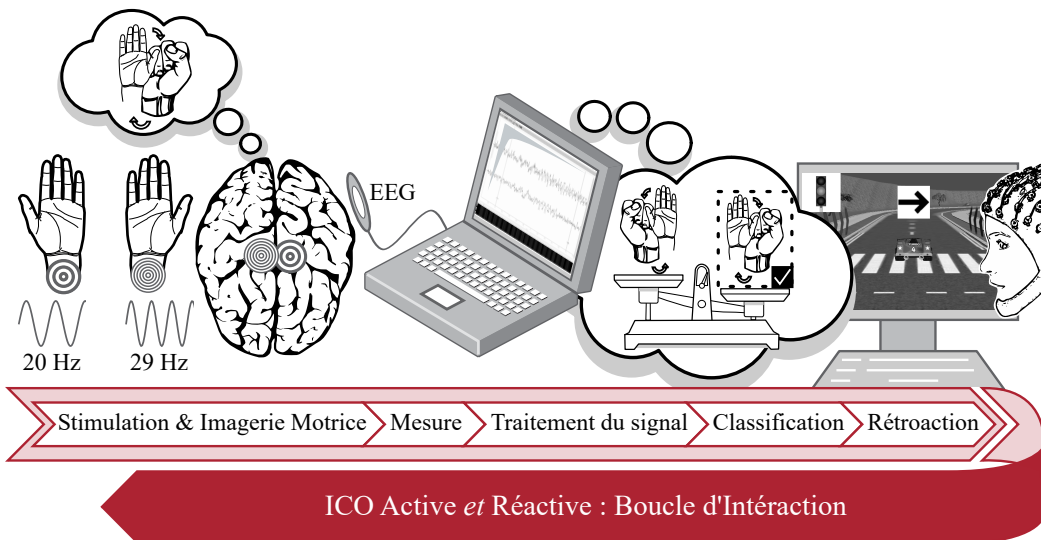 EEG
20 Hz
29 Hz
Stimulation & Imagerie Motrice
Mesure
Traitement du signal
Classification
Rétroaction
ICO Active et Réactive : Boucle d'Intéraction